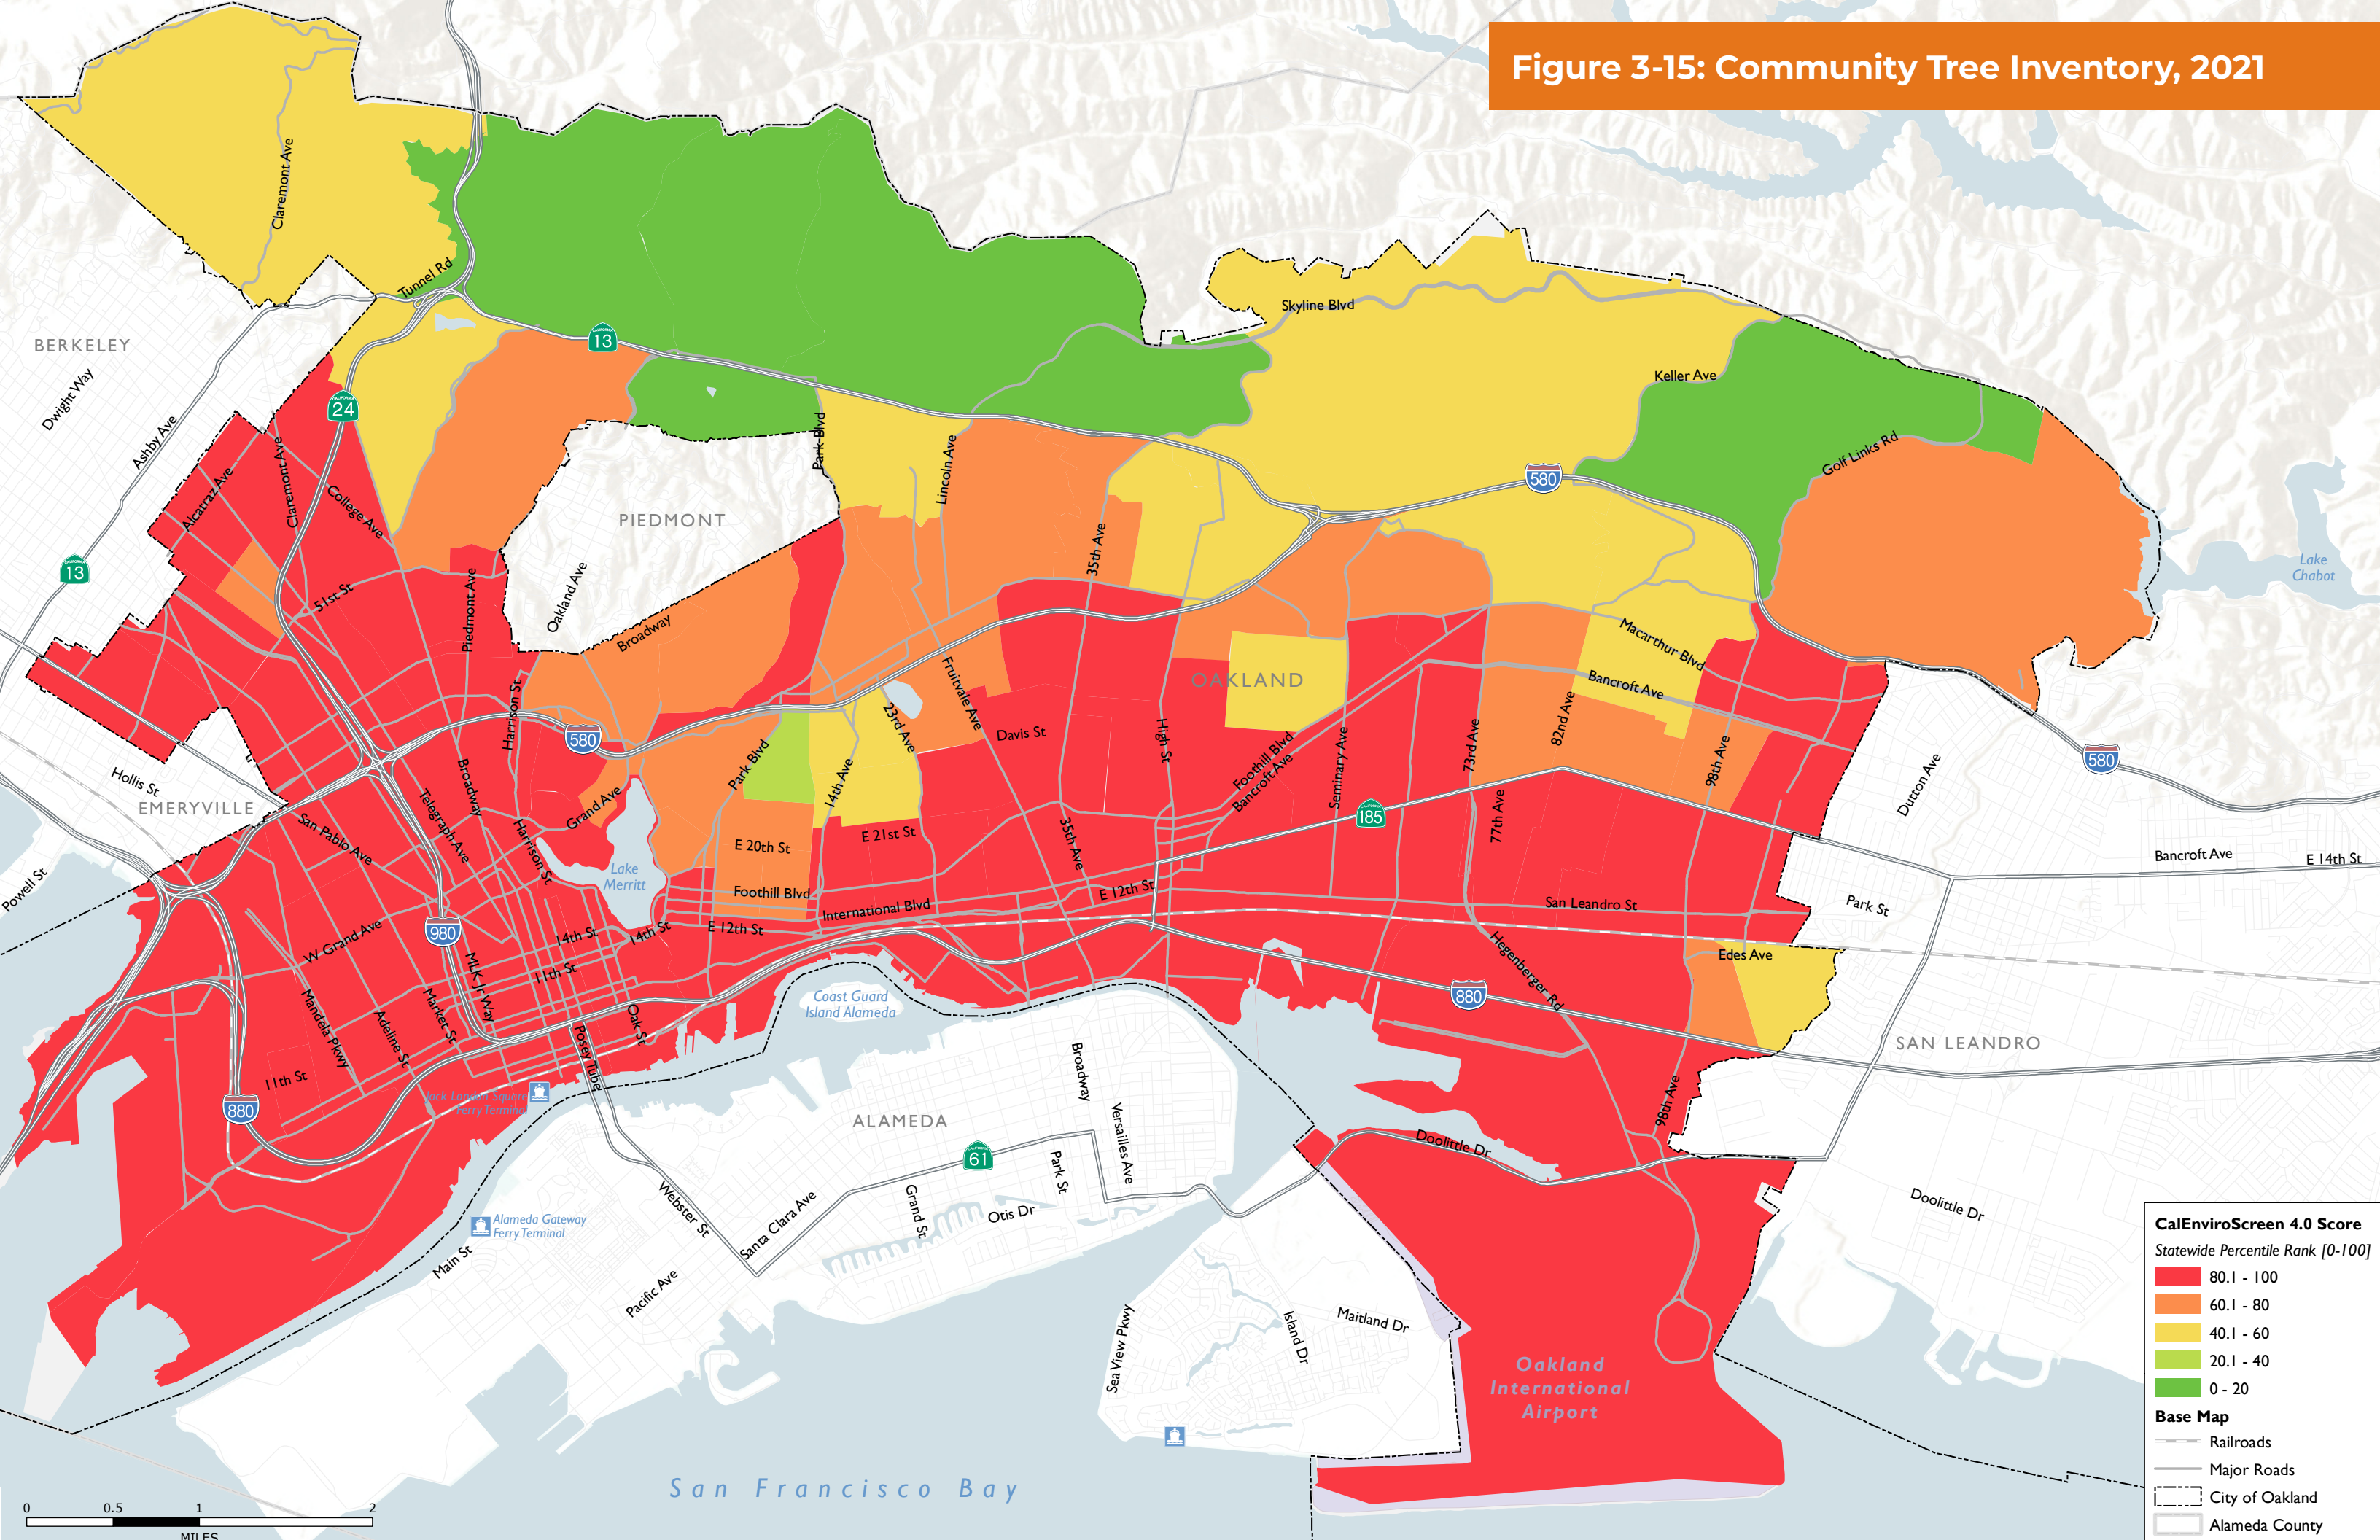 Figure 3-15: Community Tree Inventory, 2021
Claremont Ave
Tunnel Rd
Skyline Blvd
BERKELEY
Dwight Way
Ashby Ave
13
24
13
Keller Ave
Park Blvd
Lincoln Ave
Golf Links Rd
Alcatraz Ave
Claremont Ave
College Ave
PIEDMONT
580
35th Ave
Lake
Chabot
13
51st St
Piedmont Ave
Oakland Ave
Broadway
Macarthur Blvd
OAKLAND
Bancroft Ave
Harrison St
Fruitvale Ave
23rd Ave
Davis St
High St
580
Park Blvd
14th Ave
Foothill Blvd
Bancroft Ave
Seminary Ave
73rd Ave
82nd Ave
98th Ave
Dutton Ave
580
Hollis St
EMERYVILLE
San Pablo Ave
Telegraph Ave
Broadway
Harrison St
Grand Ave
E 20th St
E 21st St
35th Ave
185
77th Ave
Bancroft Ave
E 14th St
Powell St
Lake
Merritt
Foothill Blvd
International Blvd
E 12th St
E 12th St
San Leandro St
Park St
980
W Grand Ave
14th St
14th St
11th St
MLK Jr Way
Edes Ave
Hegenberger Rd
880
Coast Guard
Island Alameda
Mandela Pkwy
Adeline St
Market St
Oak St
Posey Tube
SAN LEANDRO
11th St
880
Jack London Square
Ferry Terminal
Broadway
Versailles Ave
98th Ave
ALAMEDA
61
Park St
Doolittle Dr
Webster St
Santa Clara Ave
Grand St
Otis Dr
Doolittle Dr
Alameda Gateway
Ferry Terminal
Main St
Pacific Ave
Sea View Pkwy
Island Dr
Maitland Dr
Oakland
International
Airport
San Francisco Bay
0 0.5 1 2
MILES
CalEnviroScreen 4.0 Score
Statewide Percentile Rank [0-100]
80.1 - 100
60.1 - 80
40.1 - 60
20.1 - 40
0 - 20
Base Map
Railroads
Major Roads
City of Oakland
Alameda County